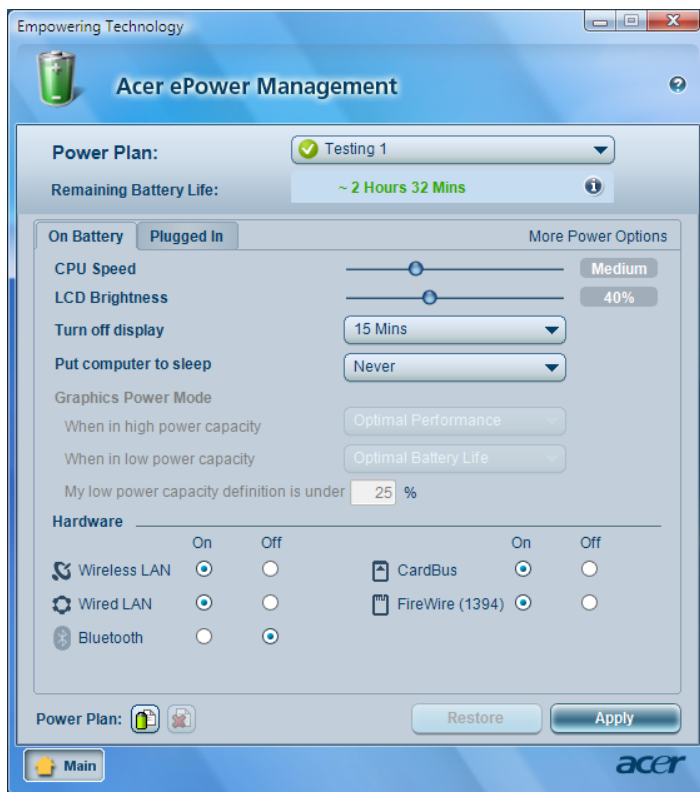 Empowering Technology
Acer ePower Management
Power Plan: Testing 1
Remaining Battery Life: ~ 2 Hours 32 Mins
On Battery Plugged In More Power Options
CPU Speed Medium
LCD Brightness 40%
Turn off display 15 Mins
Put computer to sleep Never
Graphics Power Mode
When in high power capacity Optimal Performance
When in low power capacity Optimal Battery Life
My low power capacity definition is under 25 %
Hardware
On Off On Off
Wireless LAN CardBus
Wired LAN FireWire (1394)
Bluetooth
Power Plan: Restore Apply
Main acer